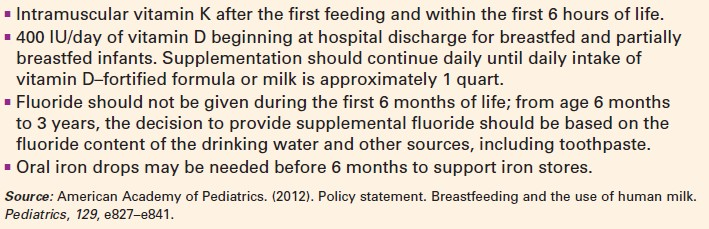 ▪ Intramuscular vitamin K after the first feeding and within the first 6 hours of life.
▪ 400 IU/day of vitamin D beginning at hospital discharge for breastfed and partially
breastfed infants. Supplementation should continue daily until daily intake of
vitamin D–fortified formula or milk is approximately 1 quart.
▪ Fluoride should not be given during the first 6 months of life; from age 6 months
to 3 years, the decision to provide supplemental fluoride should be based on the
fluoride content of the drinking water and other sources, including toothpaste.
▪ Oral iron drops may be needed before 6 months to support iron stores.
Source: American Academy of Pediatrics. (2012). Policy statement. Breastfeeding and the use of human milk.
Pediatrics, 129, e827–e841.